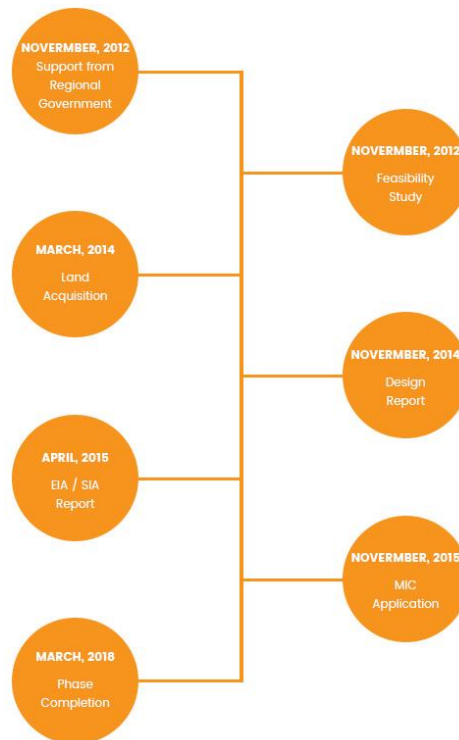 NOVERMBER, 2012
Support from
Regional
Government
NOVERMBER, 2012
Feasibility
Study
MARCH, 2014
Land
Acquisition
NOVERMBER, 2014
Design
Report
APRIL, 2015
EIA / SIA
Report
NOVERMBER, 2015
MIC
Application
MARCH, 2018
Phase
Completion